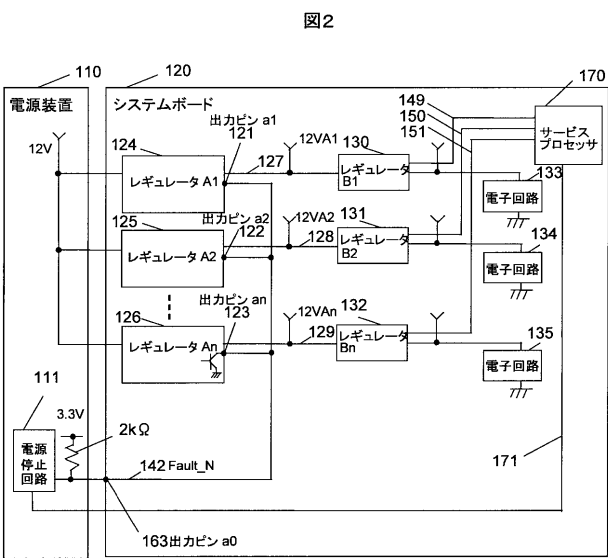 図2
110
120
170
電源装置
システムボード
149
150
151
サービス
プロセッサ
12V
124
出力ピン a1
121
127
12VA1
130
レギュレータ A1
レギュレータ
B1
133
電子回路
125
出力ピン a2
122
128
12VA2
131
レギュレータ A2
レギュレータ
B2
134
電子回路
126
出力ピン an
123
129
12VAn
132
レギュレータ An
レギュレータ
Bn
135
電子回路
111
3.3V
2kΩ
電源
停止
回路
142 Fault_N
171
163出力ピン a0